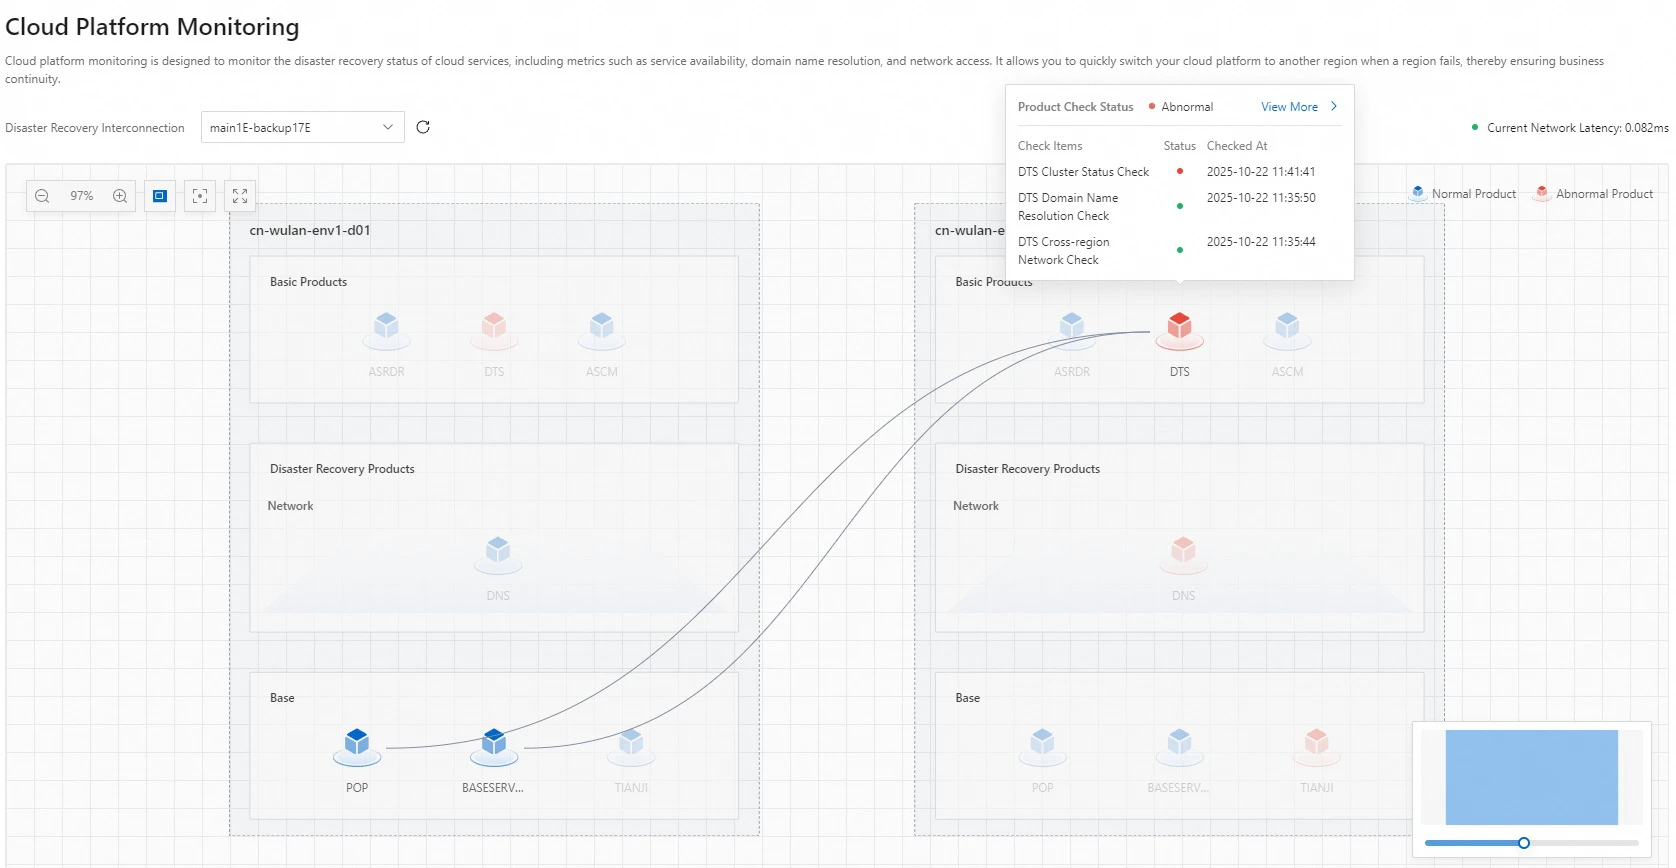 Cloud Platform Monitoring
Cloud platform monitoring is designed to monitor the disaster recovery status of cloud services, including metrics such as service availability, domain name resolution, and network access. It allows you to quickly switch your cloud platform to another region when a region fails, thereby ensuring business
continuity.
Disaster Recovery Interconnection
main1E-backup17E
Current Network Latency: 0.082ms
Product Check Status
Abnormal
View More
Check Items Status Checked At
DTS Cluster Status Check 2025-10-22 11:41:41
DTS Domain Name 2025-10-22 11:35:50
Resolution Check
DTS Cross-region 2025-10-22 11:35:44
Network Check
97%
Normal Product
Abnormal Product
cn-wulan-env1-d01
Basic Products
ASRDR DTS ASCM
Disaster Recovery Products
Network
DNS
Base
POP BASESERV... TIANJI
cn-wulan-e
Basic Products
ASRDR DTS ASCM
Disaster Recovery Products
Network
DNS
Base
POP BASESERV... TIANJI